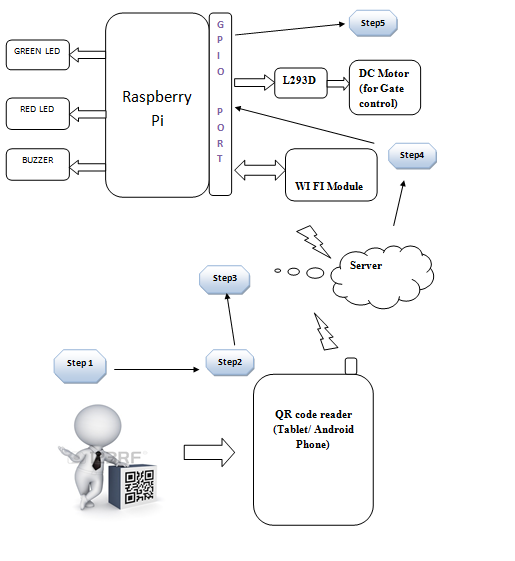 Step5
GREEN LED
G
P
I
O
P
O
R
T
L293D
DC Motor
(for Gate
control)
Raspberry
Pi
RED LED
Step4
BUZZER
WI FI Module
Server
Step3
Step 1
Step2
QR code reader
(Tablet/ Android
Phone)